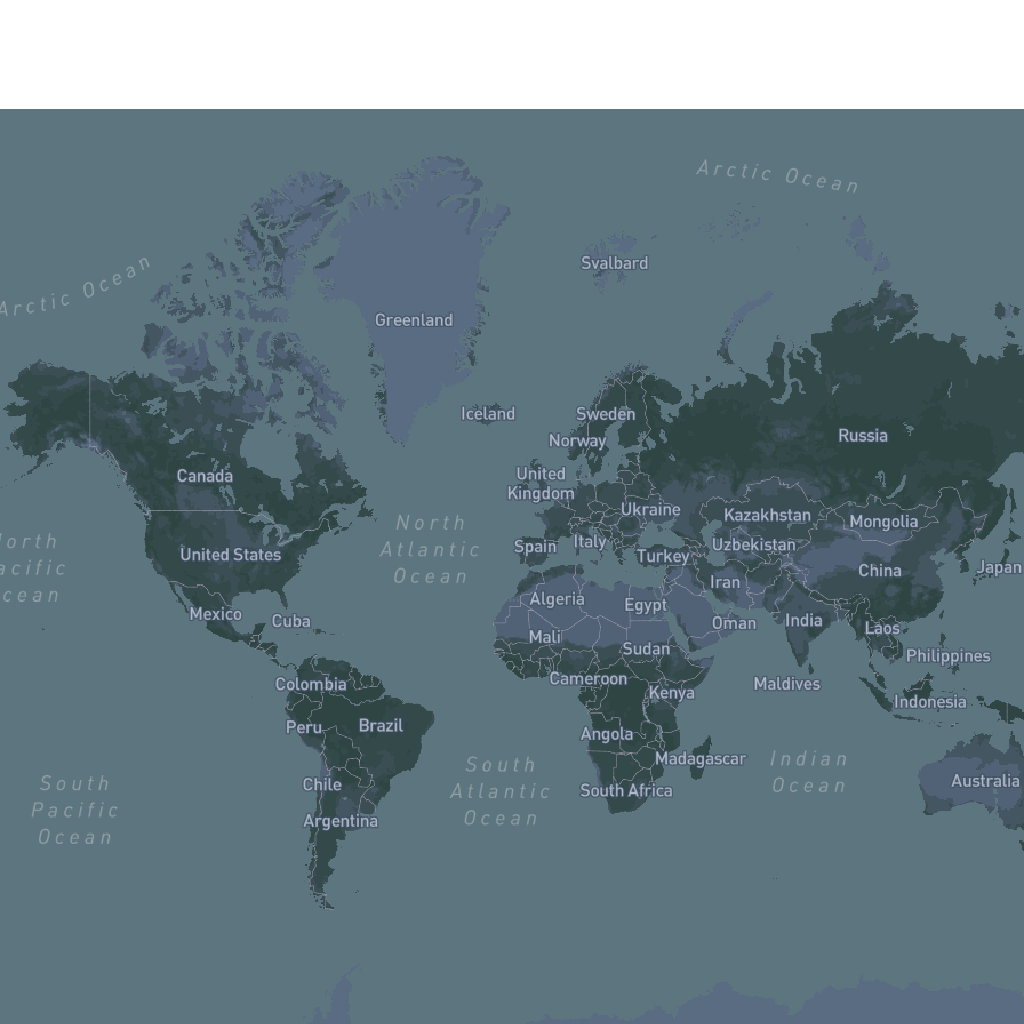 Arctic Ocean
Svalbard
Arctic Ocean
Greenland
Iceland
Sweden
Norway
Russia
Canada
United
Kingdom
Ukraine
Kazakhstan
Mongolia
North
Atlantic
Ocean
United States
Spain
Italy
Turkey
Uzbekistan
China
Japan
Iran
Algeria
Egypt
Mexico
Cuba
Mali
Sudan
Oman
India
Laos
Philippines
Colombia
Cameroon
Kenya
Maldives
Indonesia
Peru
Brazil
Angola
Madagascar
Indian
Ocean
South
Pacific
Ocean
Chile
South
Atlantic
Ocean
South Africa
Australia
Argentina